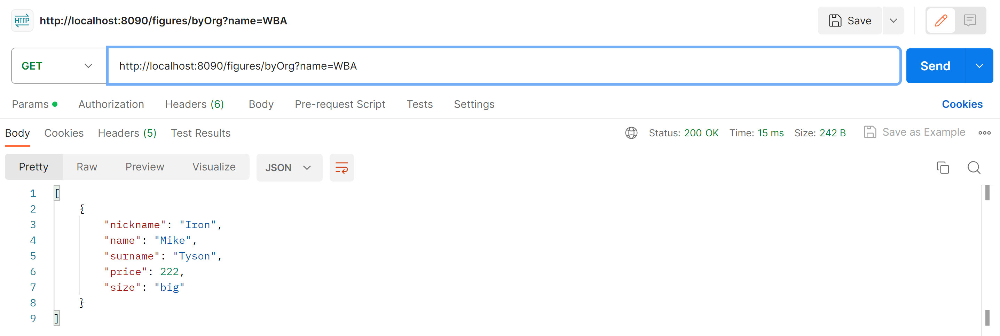 HTTP http://localhost:8090/figures/byOrg?name=WBA Save
GET http://localhost:8090/figures/byOrg?name=WBA Send
Params Authorization Headers (6) Body Pre-request Script Tests Settings Cookies
Body Cookies Headers (5) Test Results Status: 200 OK Time: 15 ms Size: 242 B Save as Example
Pretty Raw Preview Visualize JSON
1 [
2 {
3 "nickname": "Iron",
4 "name": "Mike",
5 "surname": "Tyson",
6 "price": 222,
7 "size": "big"
8 }
9 ]